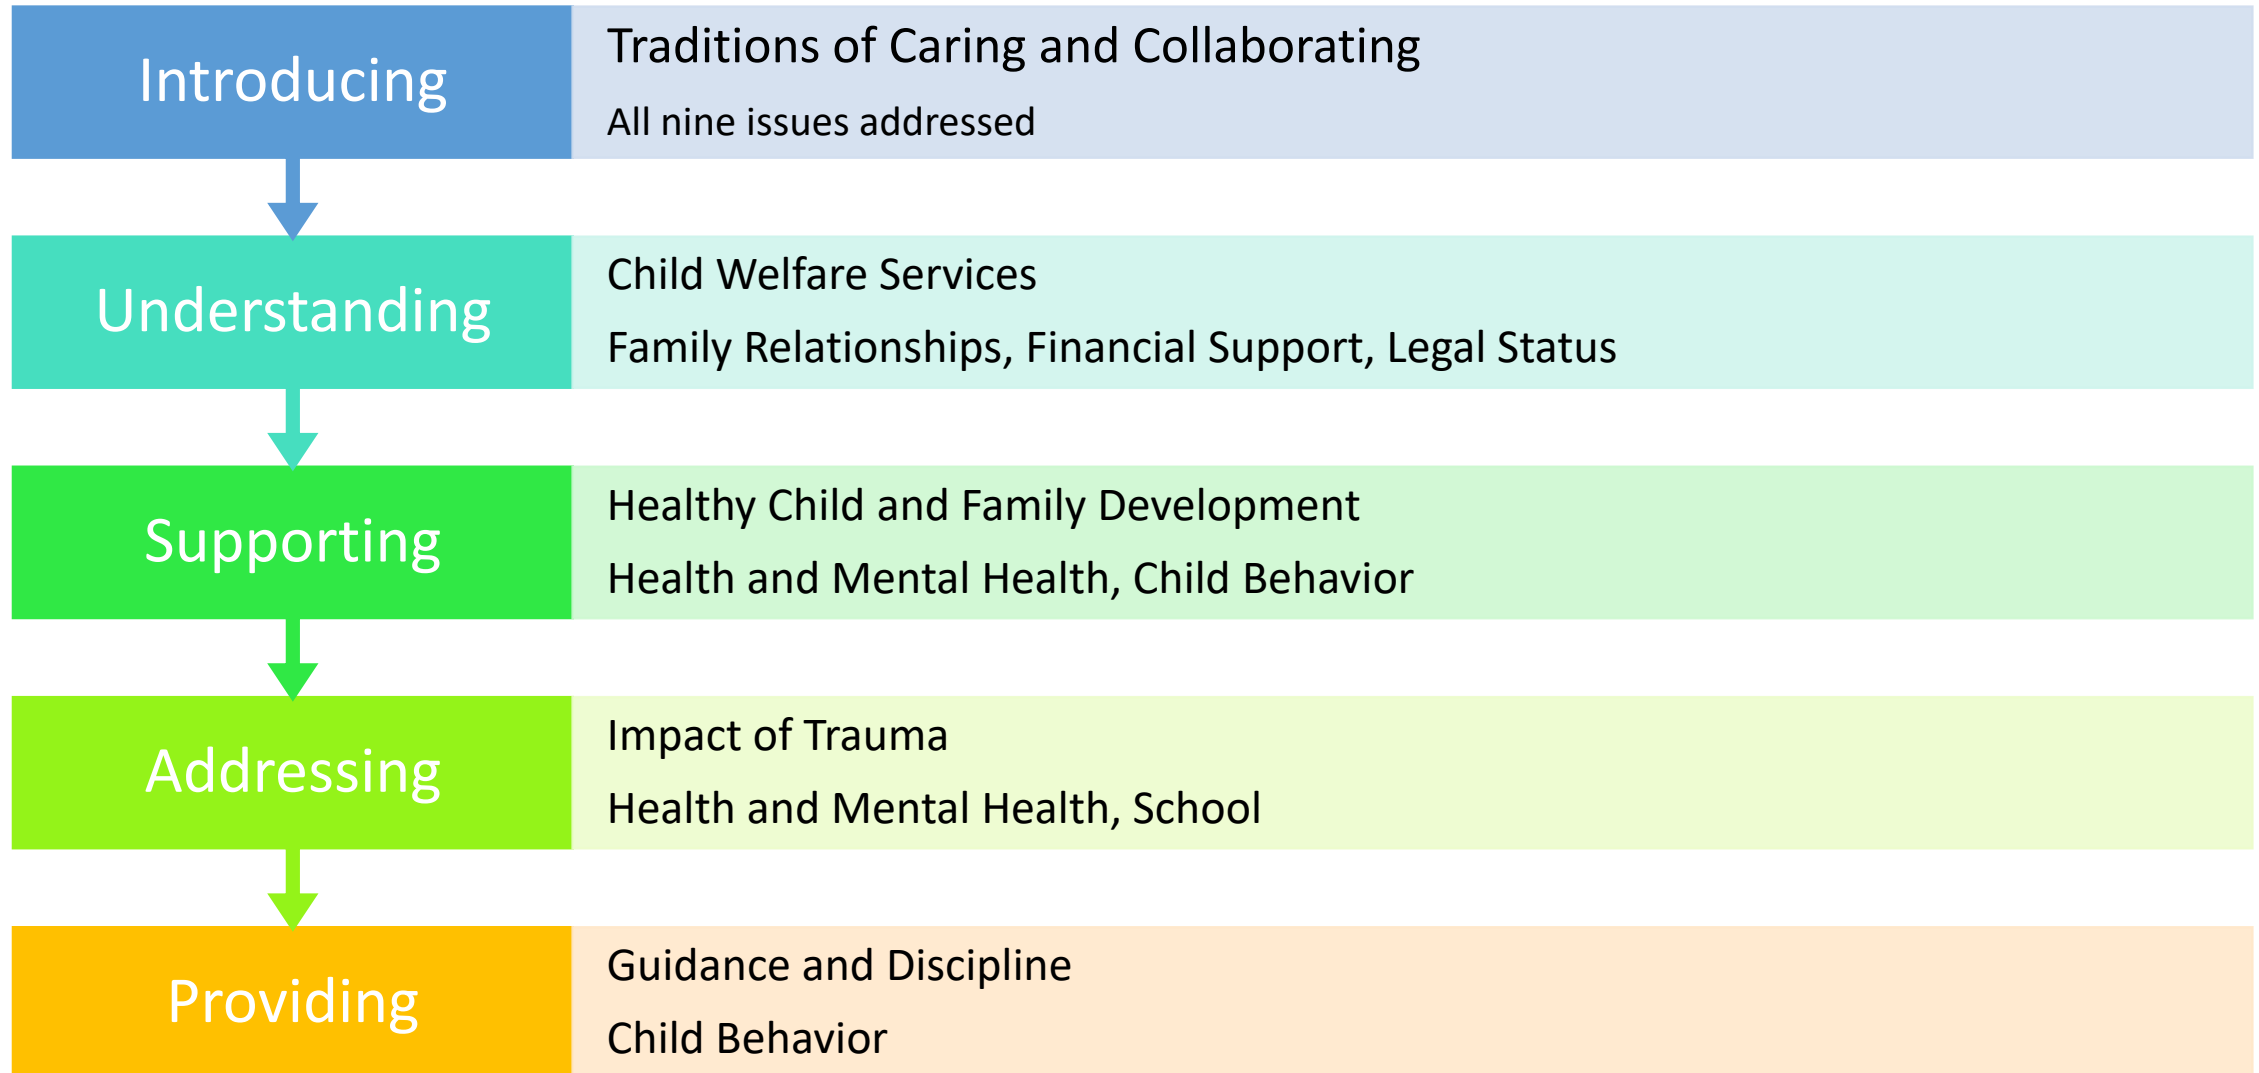 Introducing
Traditions of Caring and Collaborating
All nine issues addressed
Understanding
Child Welfare Services
Family Relationships, Financial Support, Legal Status
Supporting
Healthy Child and Family Development
Health and Mental Health, Child Behavior
Addressing
Impact of Trauma
Health and Mental Health, School
Providing
Guidance and Discipline
Child Behavior